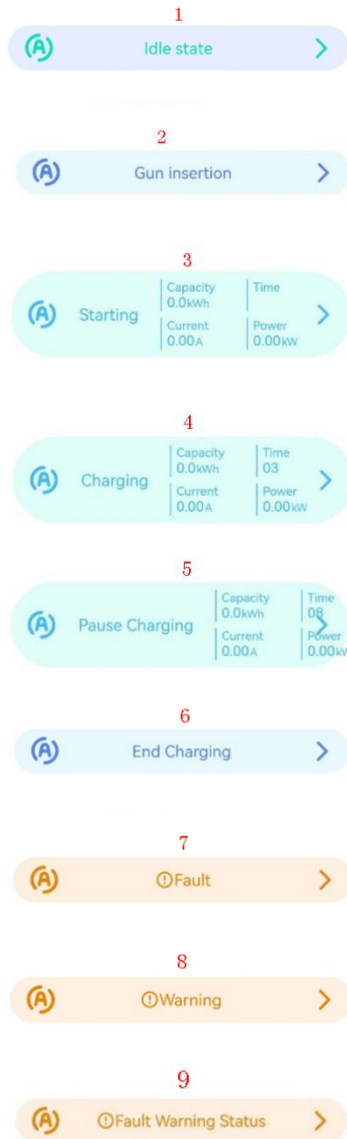 1
A Idle state
2
A Gun insertion
3
A Starting
Capacity Time
0.0kWh
Current Power
0.00A 0.00kW
4
A Charging
Capacity Time
0.0kWh 03
Current Power
0.00A 0.00kW
5
A Pause Charging
Capacity Time
0.0kWh 08
Current Power
0.00A 0.00kW
6
A End Charging
7
A Fault
8
A Warning
9
A Fault Warning Status